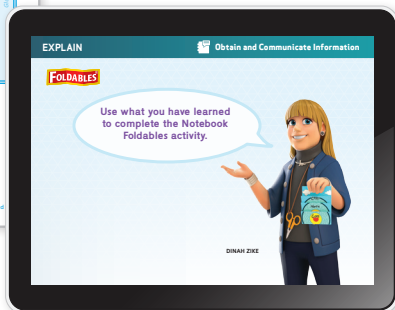 EXPLAIN
Obtain and Communicate Information
FOLDABLES
Use what you have learned
to complete the Notebook
Foldables activity.
DINAH ZIKE